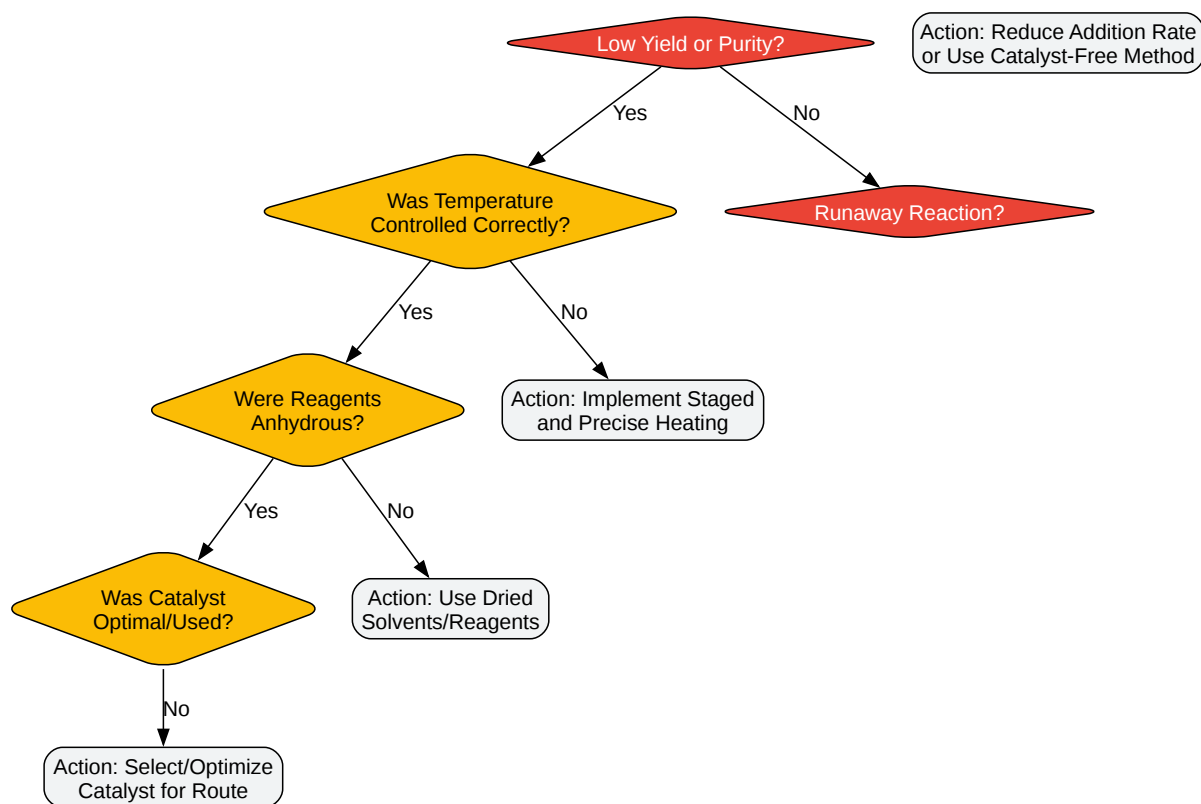 Low Yield or Purity?
Action: Reduce Addition Rate
or Use Catalyst-Free Method
Yes
No
Was Temperature
Controlled Correctly?
Runaway Reaction?
Yes
No
Were Reagents
Anhydrous?
Action: Implement Staged
and Precise Heating
Yes
No
Was Catalyst
Optimal/Used?
Action: Use Dried
Solvents/Reagents
No
Action: Select/Optimize
Catalyst for Route